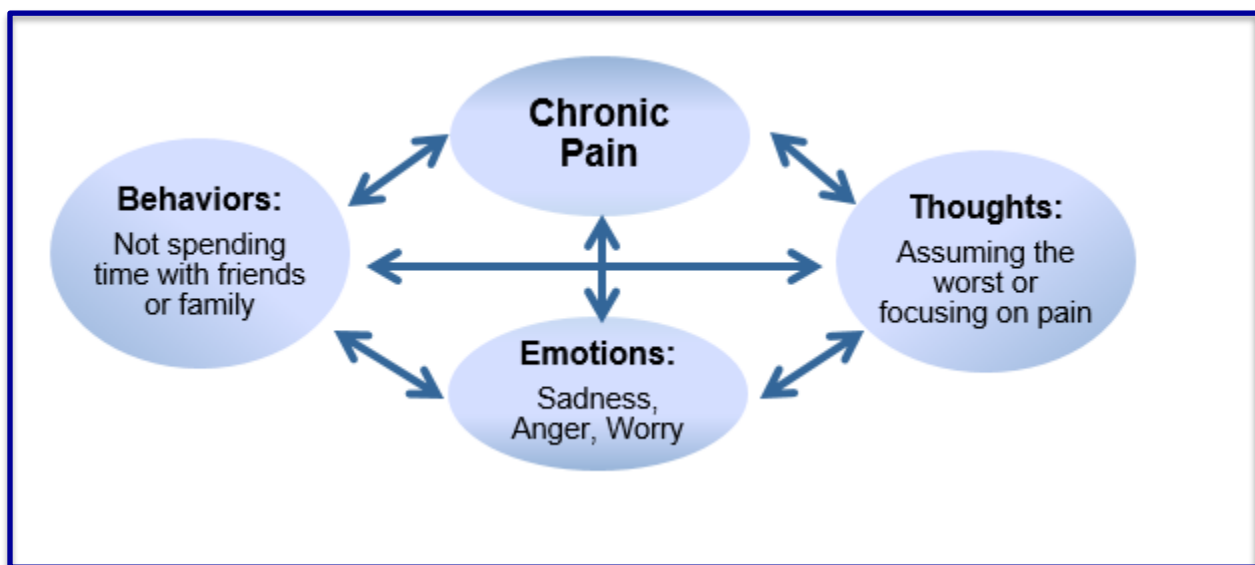 Chronic
Pain
Behaviors:
Not spending
time with friends
or family
Thoughts:
Assuming the
worst or
focusing on pain
Emotions:
Sadness,
Anger, Worry